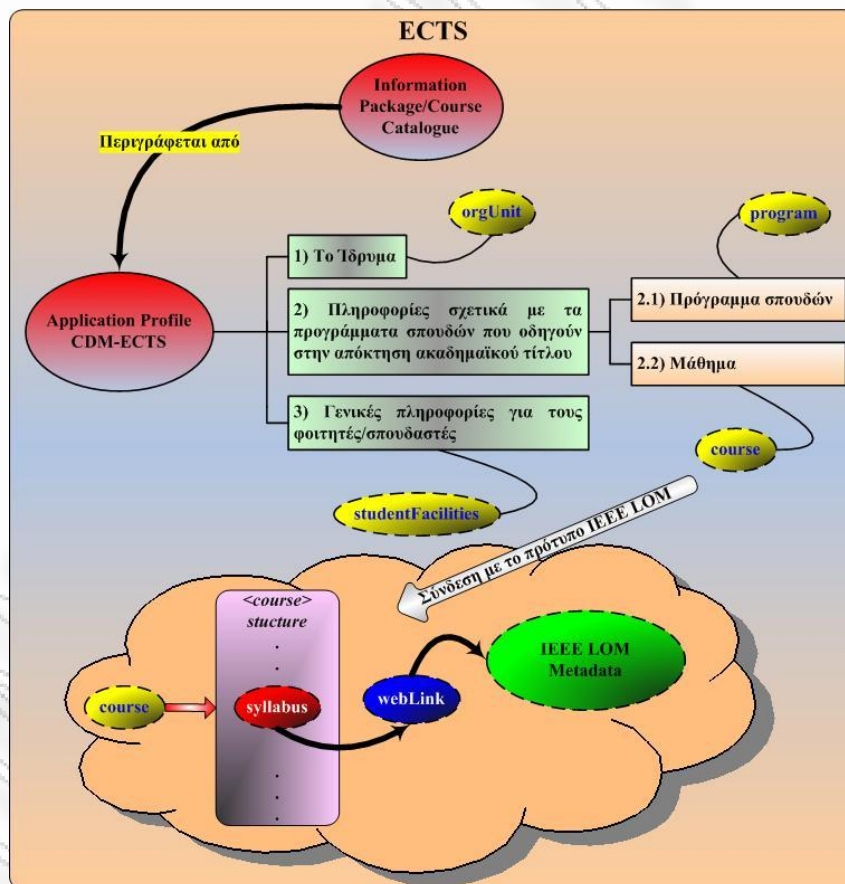 ECTS
Information
Package/Course
Catalogue
Περιγράφεται από
orgUnit
program
1) Το Ίδρυμα
Application Profile
CDM-ECTS
2) Πληροφορίες σχετικά με τα
προγράμματα σπουδών που οδηγούν
στην απόκτηση ακαδημαϊκού τίτλου
2.1) Πρόγραμμα σπουδών
2.2) Μάθημα
3) Γενικές πληροφορίες για τους
φοιτητές/σπουδαστές
course
studentFacilities
Σύνδεση με το πρότυπο IEEE LOM
<course>
stucture
IEEE LOM
Metadata
course
syllabus
webLink